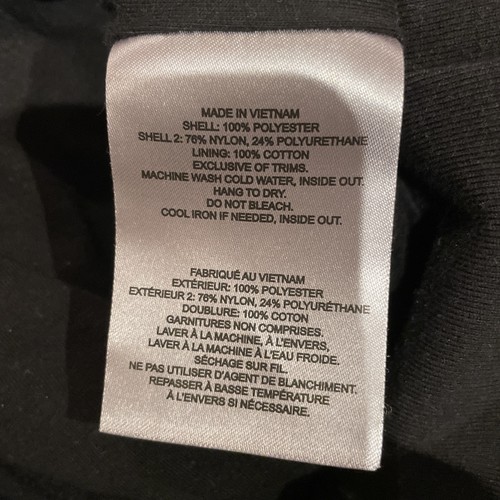 MADE IN VIETNAM
SHELL: 100% POLYESTER
SHELL 2: 76% NYLON, 24% POLYURETHANE
LINING: 100% COTTON
EXCLUSIVE OF TRIMS.
MACHINE WASH COLD WATER, INSIDE OUT.
HANG TO DRY.
DO NOT BLEACH.
COOL IRON IF NEEDED, INSIDE OUT.
FABRIQUÉ AU VIETNAM
EXTÉRIEUR: 100% POLYESTER
EXTÉRIEUR 2: 76% NYLON, 24% POLYURÉTHANE
DOUBLURE: 100% COTON
GARNITURES NON COMPRISES.
LAVER À LA MACHINE, À L'ENVERS,
LAVER À LA MACHINE À L'EAU FROIDE.
SÉCHAGE SUR FIL.
NE PAS UTILISER D'AGENT DE BLANCHIMENT.
REPASSER À BASSE TEMPÉRATURE
À L'ENVERS SI NÉCESSAIRE.